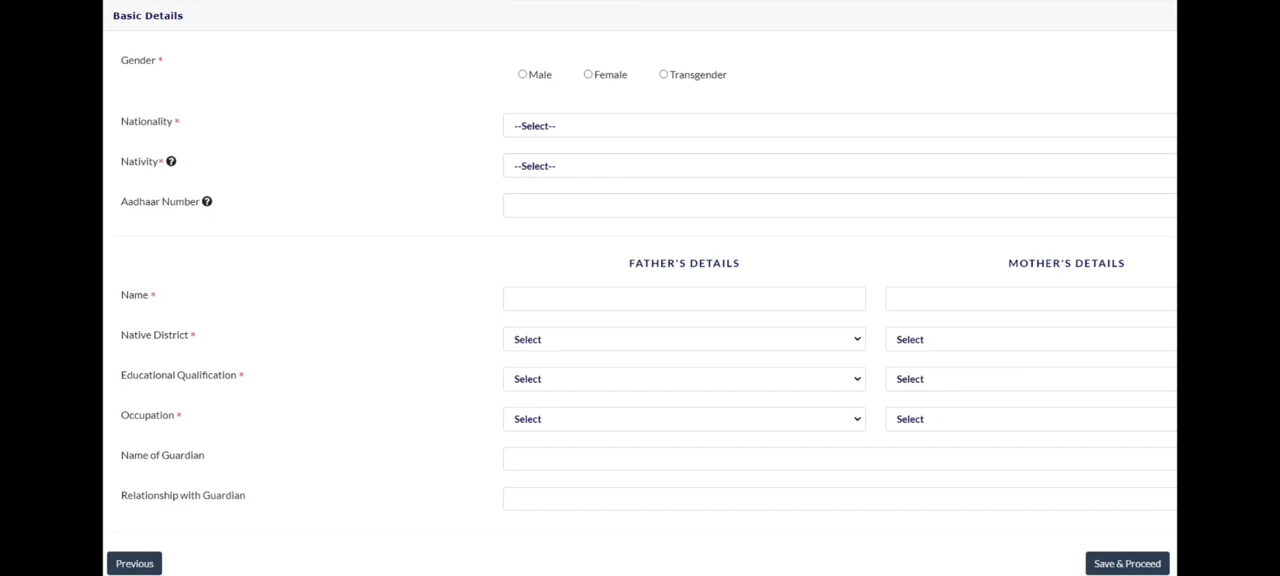 Basic Details
Gender *
Male Female Transgender
Nationality *
--Select--
Nativity* ?
--Select--
Aadhaar Number ?
FATHER'S DETAILS MOTHER'S DETAILS
Name *
Native District * Select Select
Educational Qualification * Select Select
Occupation * Select Select
Name of Guardian
Relationship with Guardian
Previous Save & Proceed